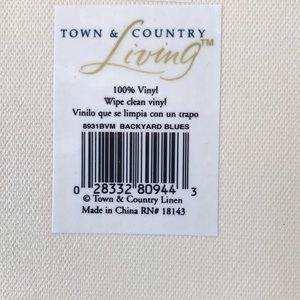 TOWN & COUNTRY
Living™
100% Vinyl
Wipe clean vinyl
Vinilo que se limpia con un trapo
8931BVM BACKYARD BLUES
0 28332 80944 3
© Town & Country Linen
Made in China RN# 18143